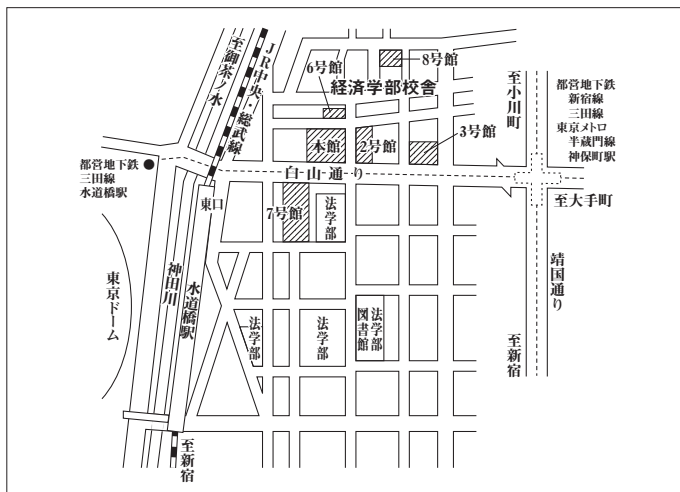 至御茶ノ水
JR中央・総武線
6号館
8号館
経済学部校舎
本館
2号館
3号館
至小川町
都営地下鉄
新宿線
三田線
東京メトロ
半蔵門線
神保町駅
都営地下鉄
三田線
水道橋駅
白山通り
至大手町
東口
7号館
法学部
靖国通り
東京ドーム
神田川
水道橋駅
法学部
法学部
法学部
図書館
至新宿
至新宿